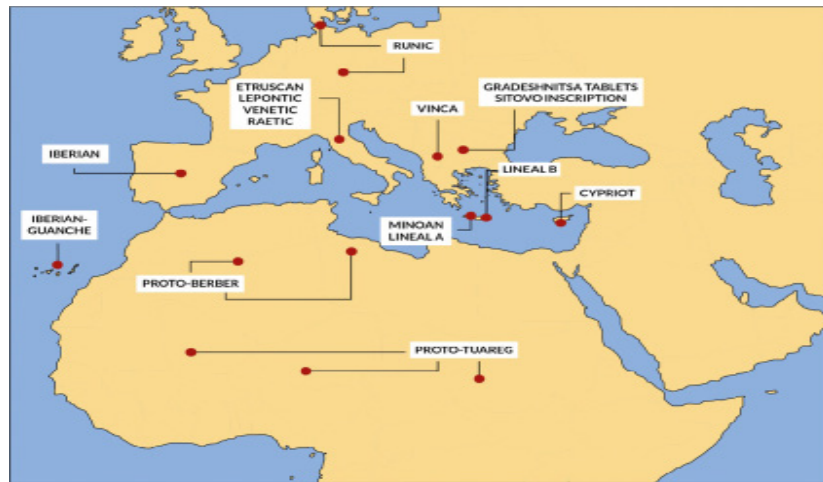 RUNIC
ETRUSCAN
LEPONTIC
VENETIC
RAETIC
GRADESHNITSA TABLETS
SITOVO INSCRIPTION
VINCA
IBERIAN
LINEAL B
CYPRIOT
IBERIAN-
GUANCHE
MINOAN
LINEAL A
PROTO-BERBER
PROTO-TUAREG